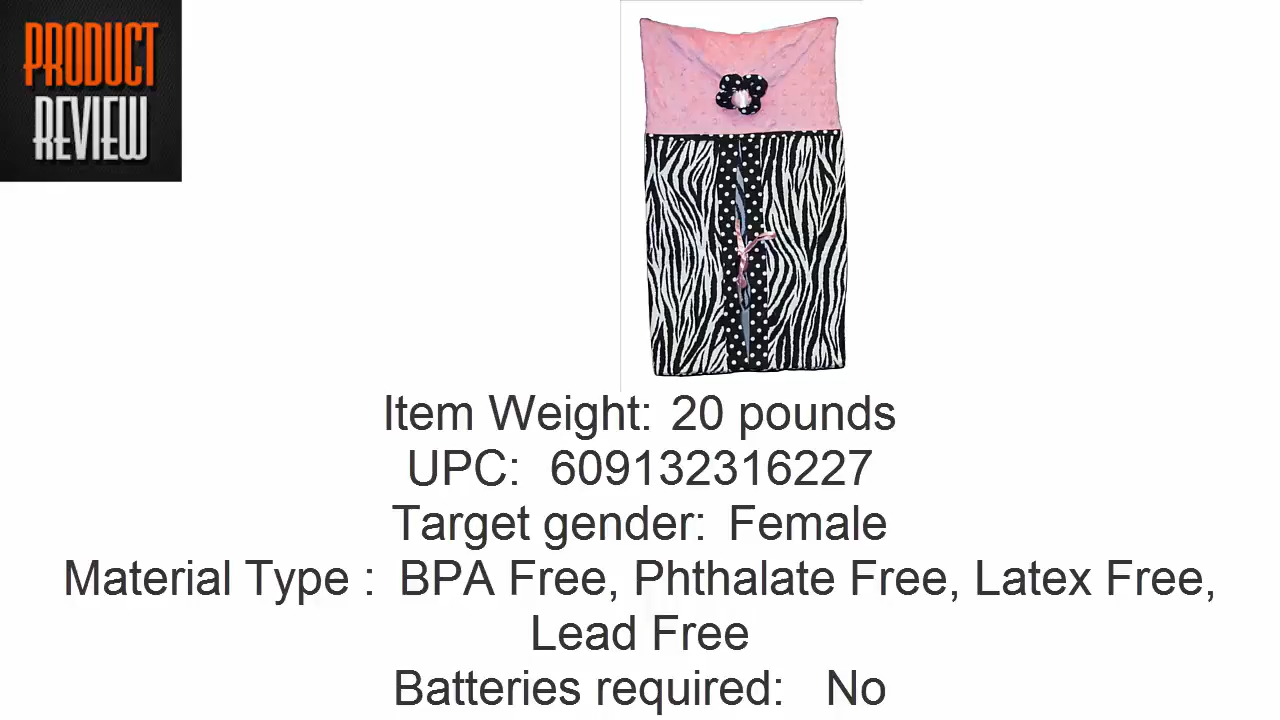 PRODUCT
REVIEW
Item Weight: 20 pounds
UPC: 609132316227
Target gender: Female
Material Type : BPA Free, Phthalate Free, Latex Free,
Lead Free
Batteries required: No